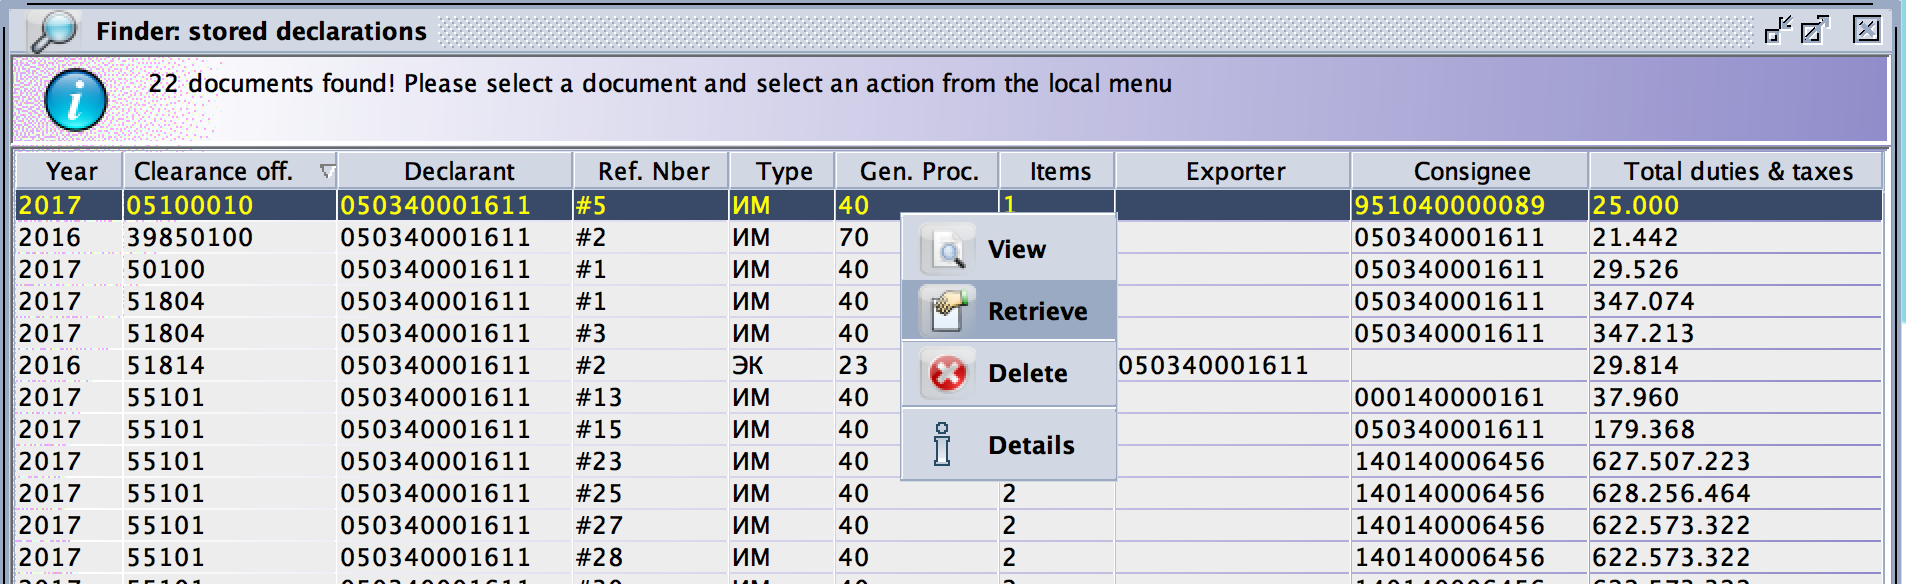 Finder: stored declarations
22 documents found! Please select a document and select an action from the local menu
Year Clearance off. Declarant Ref. Nber Type Gen. Proc. Items Exporter Consignee Total duties & taxes
2017 05100010 050340001611 #5 ИМ 40 1 951040000089 25.000
2016 39850100 050340001611 #2 ИМ 70 050340001611 21.442
View
2017 50100 050340001611 #1 ИМ 40 050340001611 29.526
2017 51804 050340001611 #1 ИМ 40 050340001611 347.074
Retrieve
2017 51804 050340001611 #3 ИМ 40 050340001611 347.213
2016 51814 050340001611 #2 ЭК 23 050340001611 29.814
Delete
2017 55101 050340001611 #13 ИМ 40 000140000161 37.960
2017 55101 050340001611 #15 ИМ 40 050340001611 179.368
Details
2017 55101 050340001611 #23 ИМ 40 140140006456 627.507.223
2017 55101 050340001611 #25 ИМ 40 2 140140006456 628.256.464
2017 55101 050340001611 #27 ИМ 40 2 140140006456 622.573.322
2017 55101 050340001611 #28 ИМ 40 2 140140006456 622.573.322